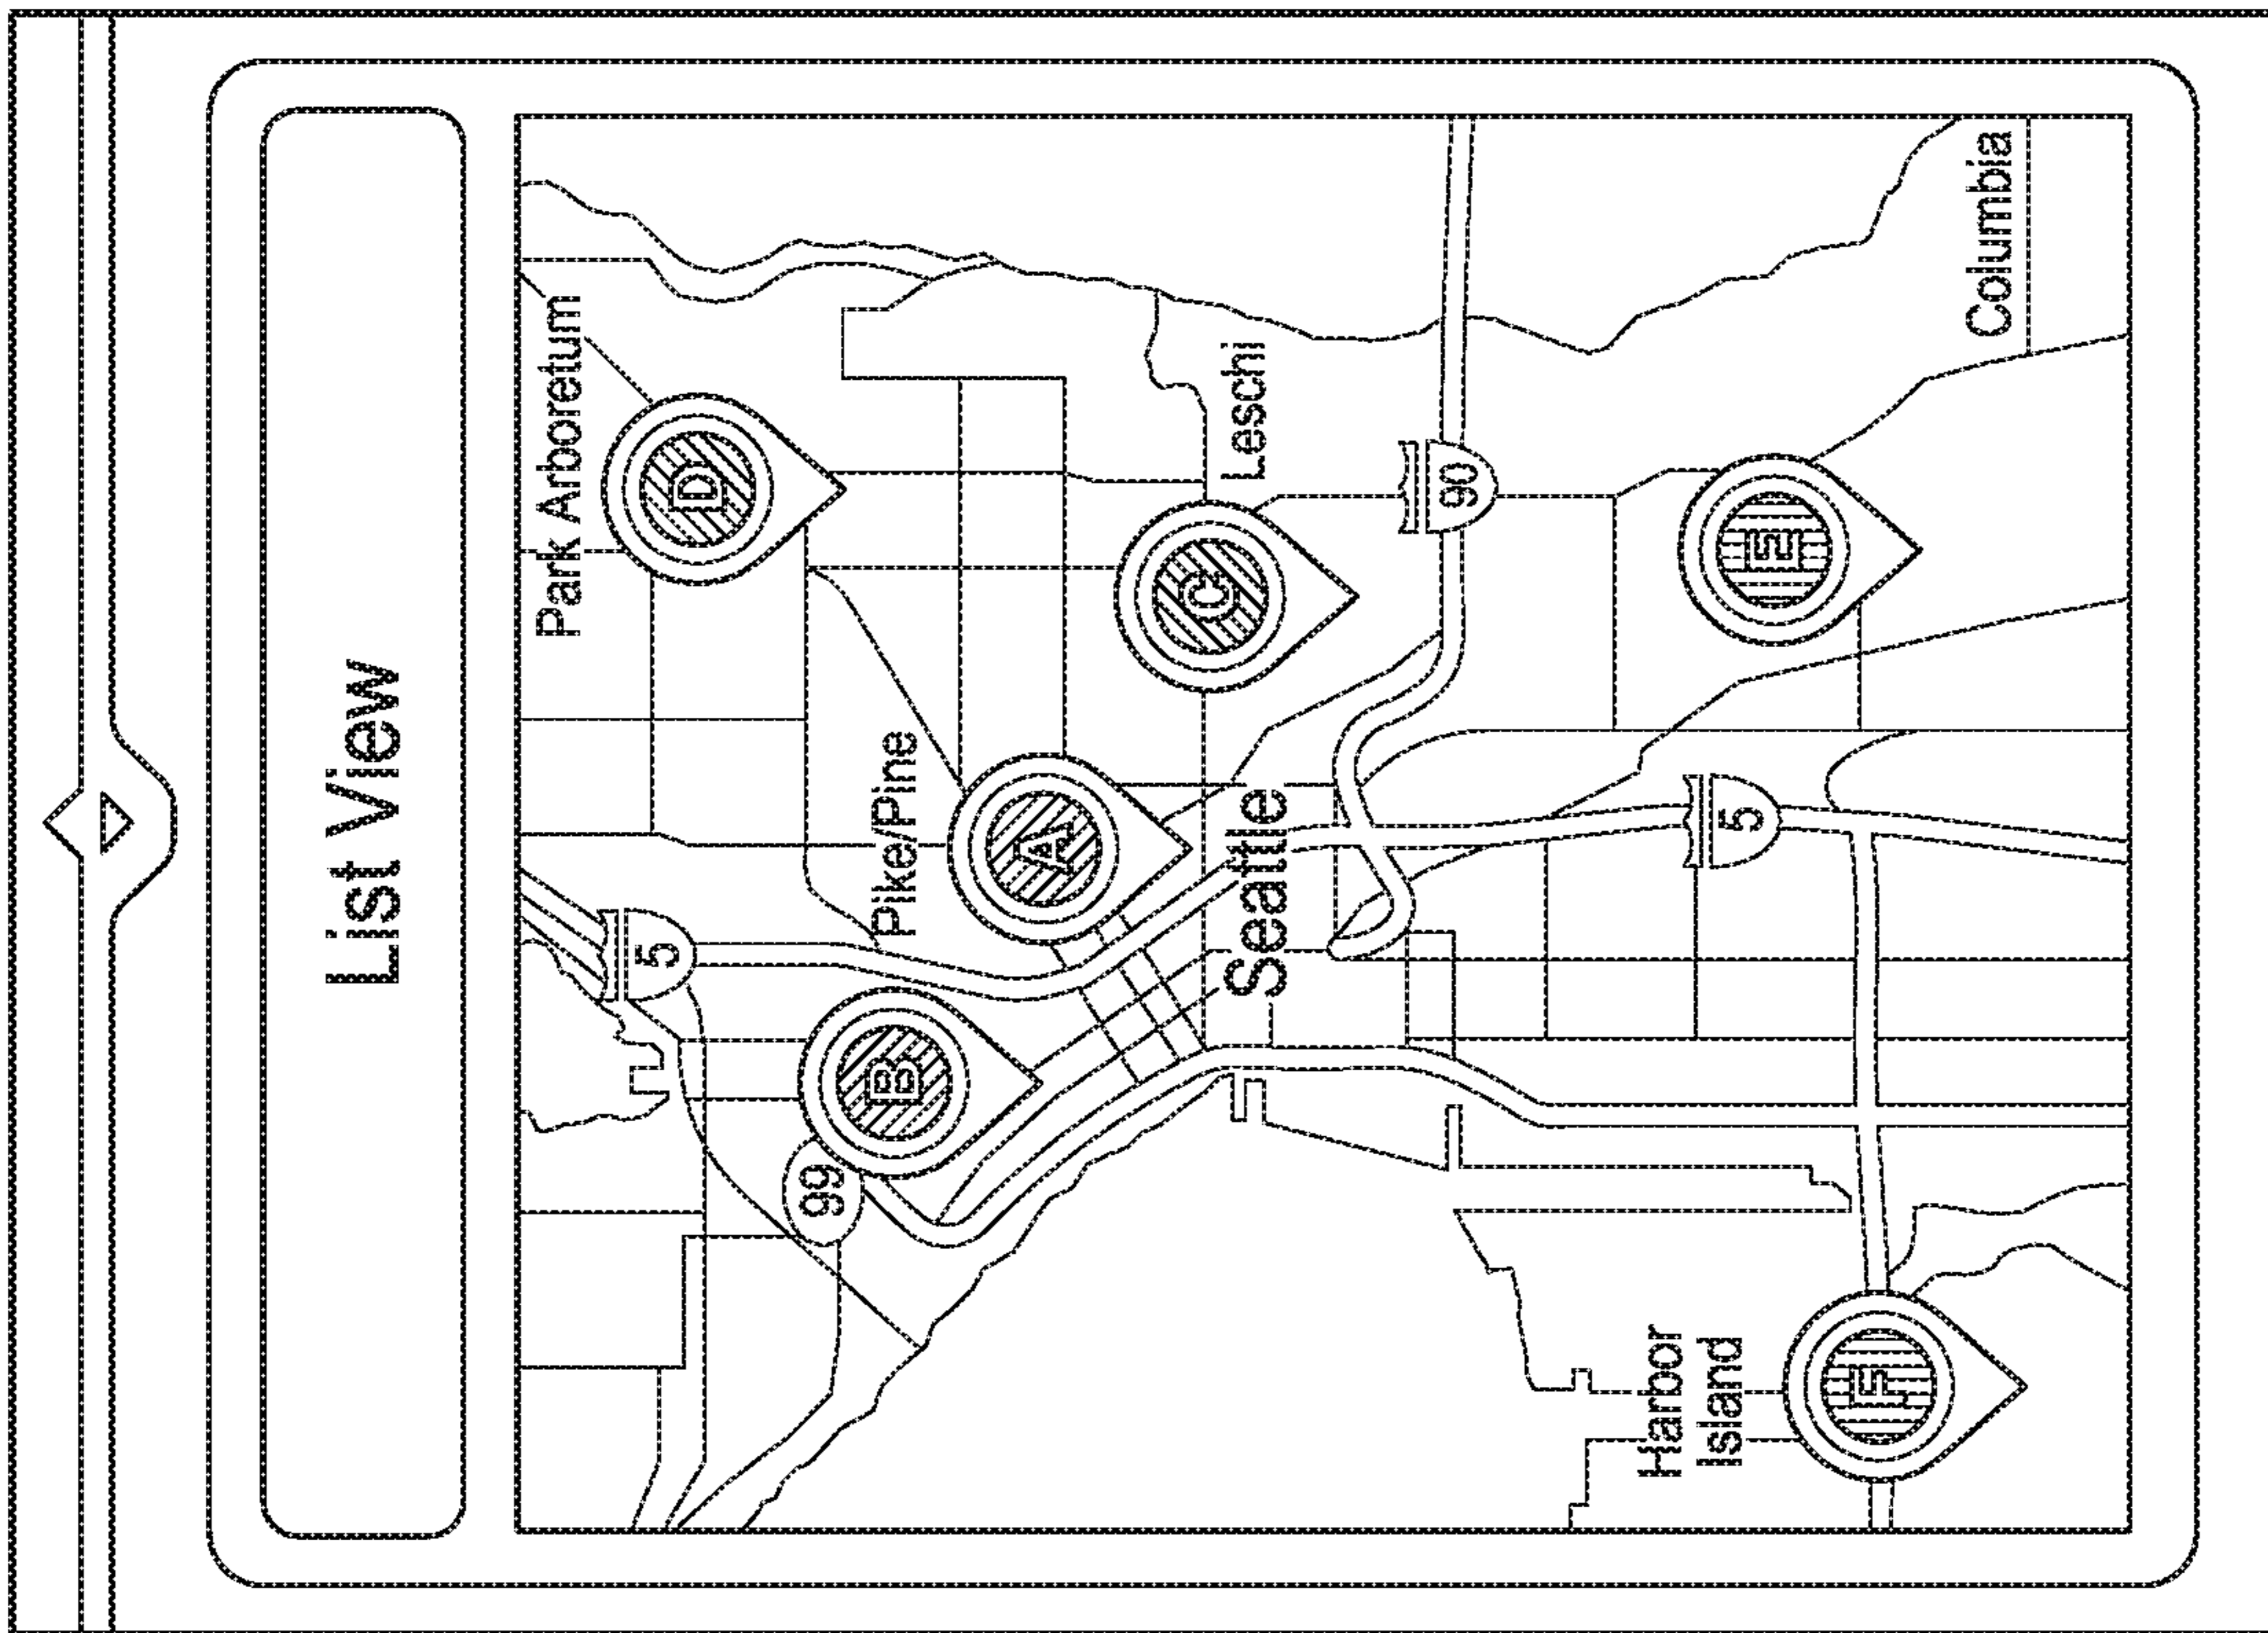 List View
Park Arboretum
5
D
99
B
Pike/Pine
A
C
Leschi
Seattle
90
Harbor
Island
5
E
F
Columbia